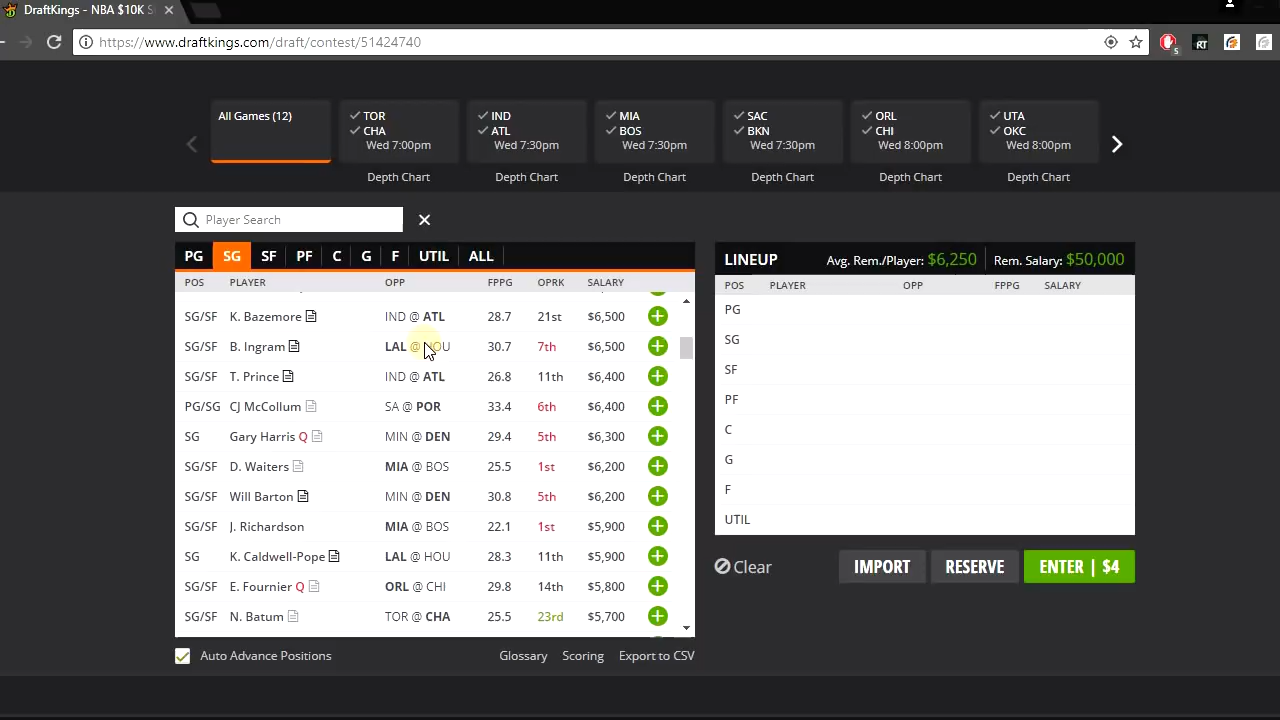 DraftKings - NBA $10K S
https://www.draftkings.com/draft/contest/51424740
5
RT
All Games (12)
TOR
CHA
Wed 7:00pm
IND
ATL
Wed 7:30pm
MIA
BOS
Wed 7:30pm
SAC
BKN
Wed 7:30pm
ORL
CHI
Wed 8:00pm
UTA
OKC
Wed 8:00pm
Depth Chart
Depth Chart
Depth Chart
Depth Chart
Depth Chart
Depth Chart
Player Search
PG SG SF PF C G F UTIL ALL
POS PLAYER OPP FPPG OPRK SALARY
SG/SF K. Bazemore IND @ ATL 28.7 21st $6,500
SG/SF B. Ingram LAL @ HOU 30.7 7th $6,500
SG/SF T. Prince IND @ ATL 26.8 11th $6,400
PG/SG CJ McCollum SA @ POR 33.4 6th $6,400
SG Gary Harris Q MIN @ DEN 29.4 5th $6,300
SG/SF D. Waiters MIA @ BOS 25.5 1st $6,200
SG/SF Will Barton MIN @ DEN 30.8 5th $6,200
SG/SF J. Richardson MIA @ BOS 22.1 1st $5,900
SG K. Caldwell-Pope LAL @ HOU 28.3 11th $5,900
SG/SF E. Fournier Q ORL @ CHI 29.8 14th $5,800
SG/SF N. Batum TOR @ CHA 25.5 23rd $5,700
Auto Advance Positions
Glossary Scoring Export to CSV
LINEUP Avg. Rem./Player: $6,250 Rem. Salary: $50,000
POS PLAYER OPP FPPG SALARY
PG
SG
SF
PF
C
G
F
UTIL
Clear IMPORT RESERVE ENTER | $4